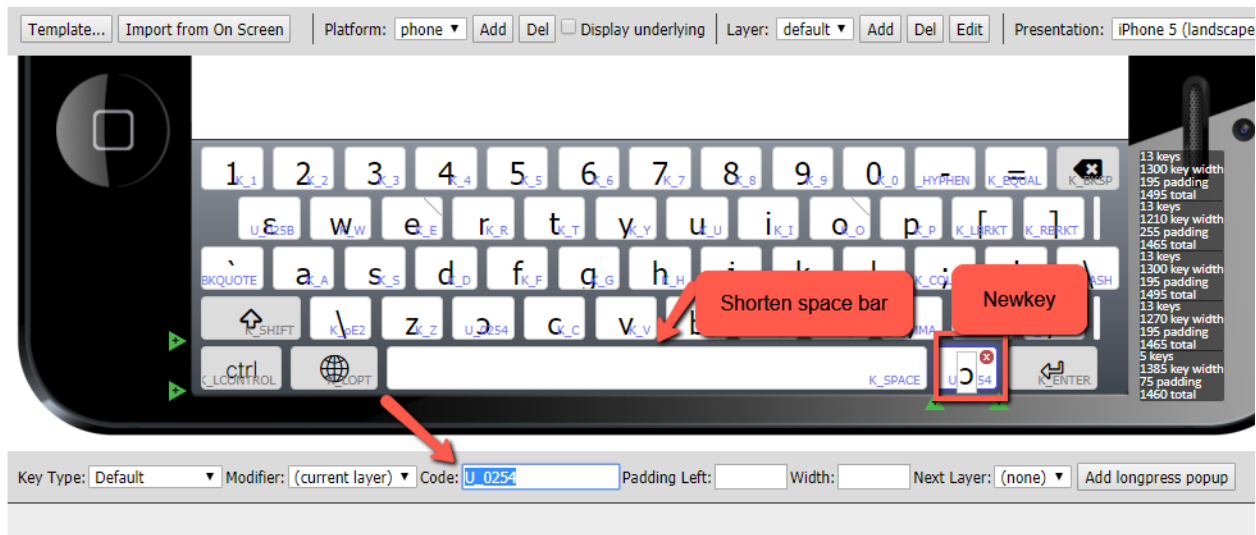 Template... Import from On Screen Platform: phone Add Del Display underlying Layer: default Add Del Edit Presentation: iPhone 5 (landscape
1 K_1 2 K_2 3 K_3 4 K_4 5 K_5 6 K_6 7 K_7 8 K_8 9 K_9 0 K_0 - _HYPHEN = K_EQUAL K_BKSP
ɛ U_025B w K_W e K_E r K_R t K_T y K_Y u K_U i K_I o K_O p K_P [ K_LBRKT ] K_RBRKT
` BKQUOTE a K_A s K_S d K_D f K_F g K_G h K_H K_COL ; \ ASH
K_SHIFT \ K_oE2 z K_Z ɔ U_0254 c K_C v K_V MMA
ctrl K_LCONTROL K_LOPT K_SPACE U ɔ 54 K_ENTER
Shorten space bar
Newkey
13 keys
1300 key width
195 padding
1495 total
13 keys
1210 key width
255 padding
1465 total
13 keys
1300 key width
195 padding
1495 total
13 keys
1270 key width
195 padding
1465 total
5 keys
1385 key width
75 padding
1460 total
Key Type: Default Modifier: (current layer) Code: U_0254 Padding Left: Width: Next Layer: (none) Add longpress popup